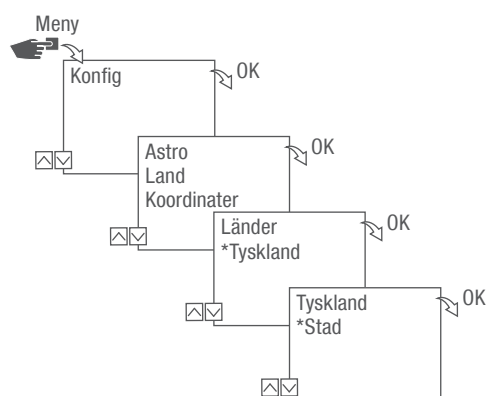 Meny
Konfig
OK
Astro
Land
Koordinater
OK
Länder
*Tyskland
OK
Tyskland
*Stad
OK